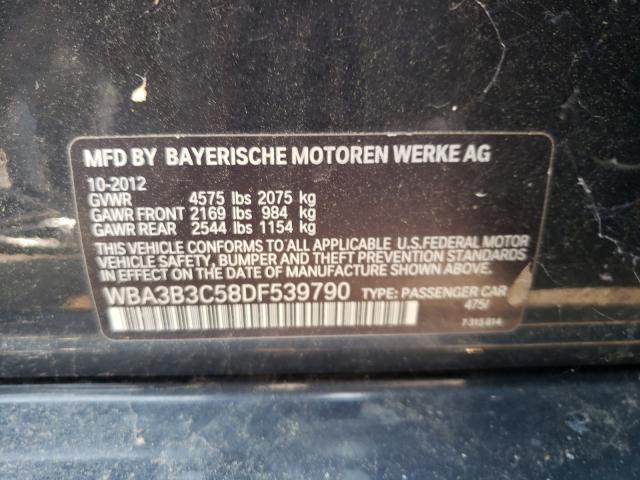 MFD BY BAYERISCHE MOTOREN WERKE AG
10-2012
GVWR 4575 lbs 2075 kg
GAWR FRONT 2169 lbs 984 kg
GAWR REAR 2544 lbs 1154 kg
THIS VEHICLE CONFORMS TO ALL APPLICABLE U.S.FEDERAL MOTOR
VEHICLE SAFETY, BUMPER AND THEFT PREVENTION STANDARDS
IN EFFECT ON THE DATE OF MANUFACTURE SHOWN ABOVE.
WBA3B3C58DF539790 TYPE: PASSENGER CAR
475/
7315814